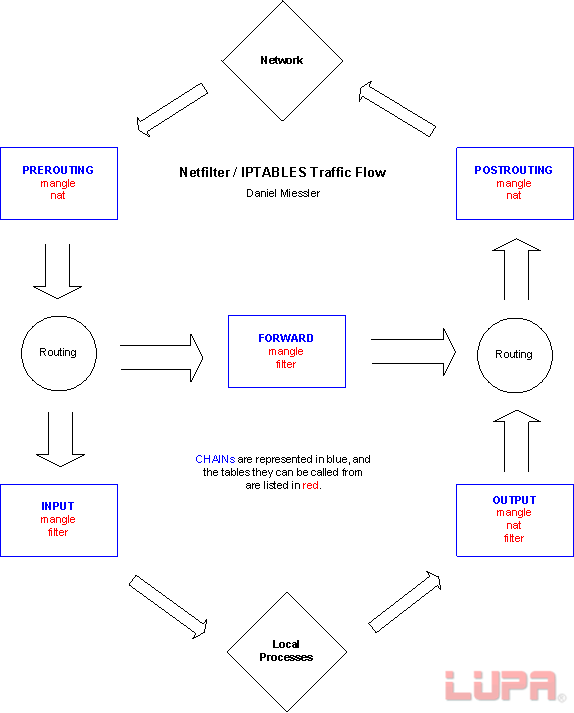 Network
Netfilter / IPTABLES Traffic Flow
Daniel Miessler
PREROUTING
mangle
nat
POSTROUTING
mangle
nat
Routing
FORWARD
mangle
filter
Routing
CHAINs are represented in blue, and
the tables they can be called from
are listed in red.
INPUT
mangle
filter
OUTPUT
mangle
nat
filter
Local
Processes
LUPA®